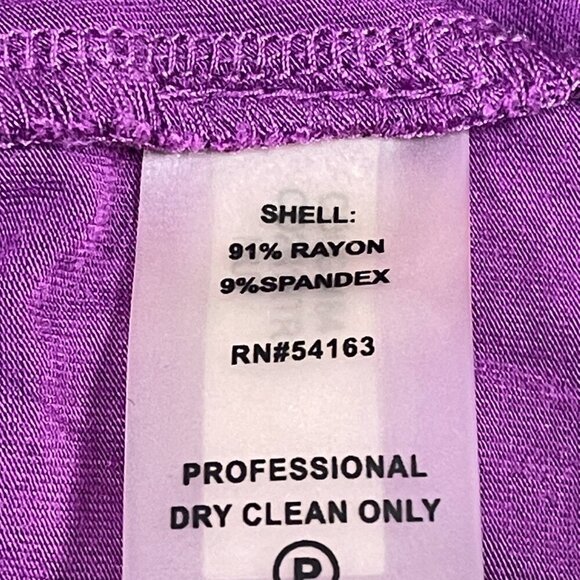 SHELL:
91% RAYON
9%SPANDEX
RN#54163
PROFESSIONAL
DRY CLEAN ONLY
P